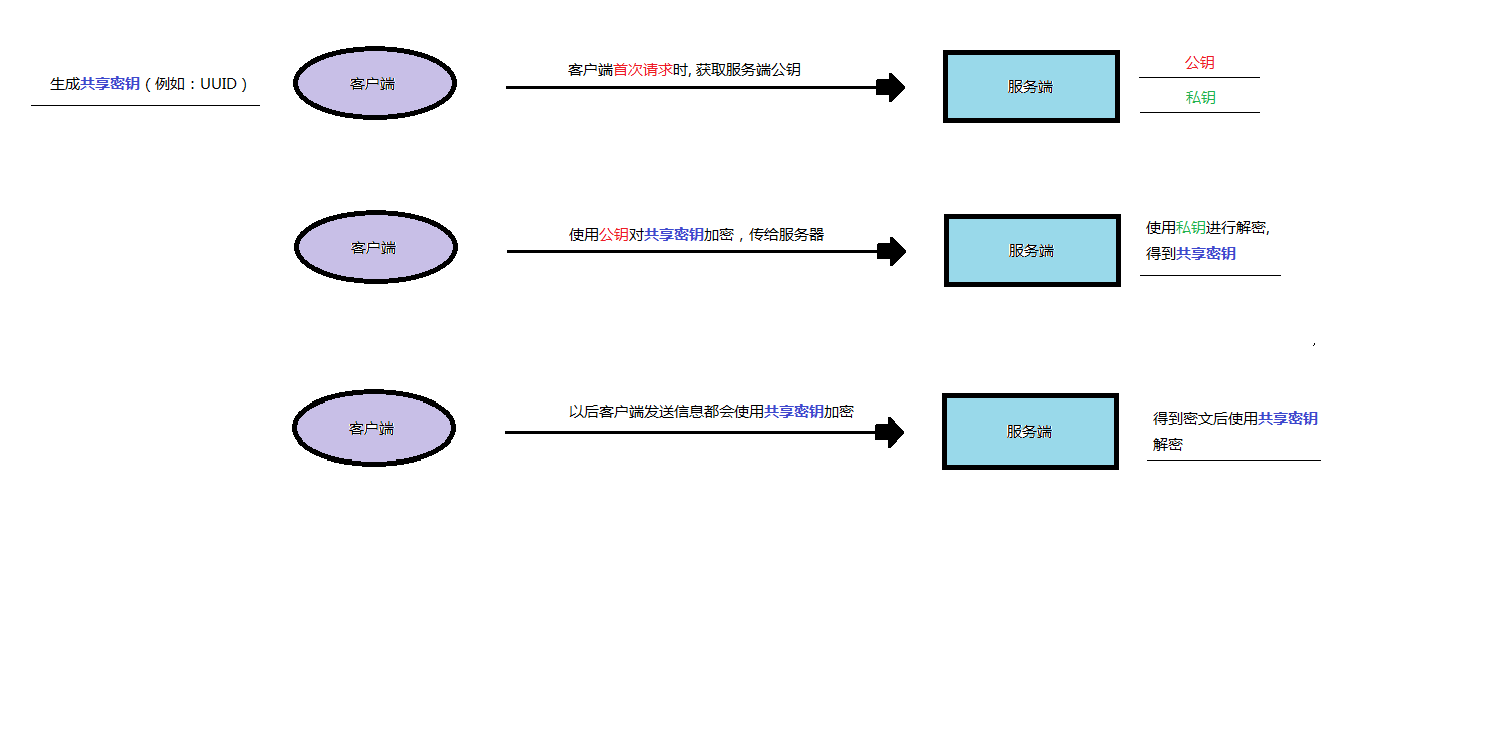 生成共享密钥（例如：UUID）
客户端
客户端首次请求时, 获取服务端公钥
服务端
公钥
私钥
客户端
使用公钥对共享密钥加密，传给服务器
服务端
使用私钥进行解密,
得到共享密钥
,
客户端
以后客户端发送信息都会使用共享密钥加密
服务端
得到密文后使用共享密钥
解密